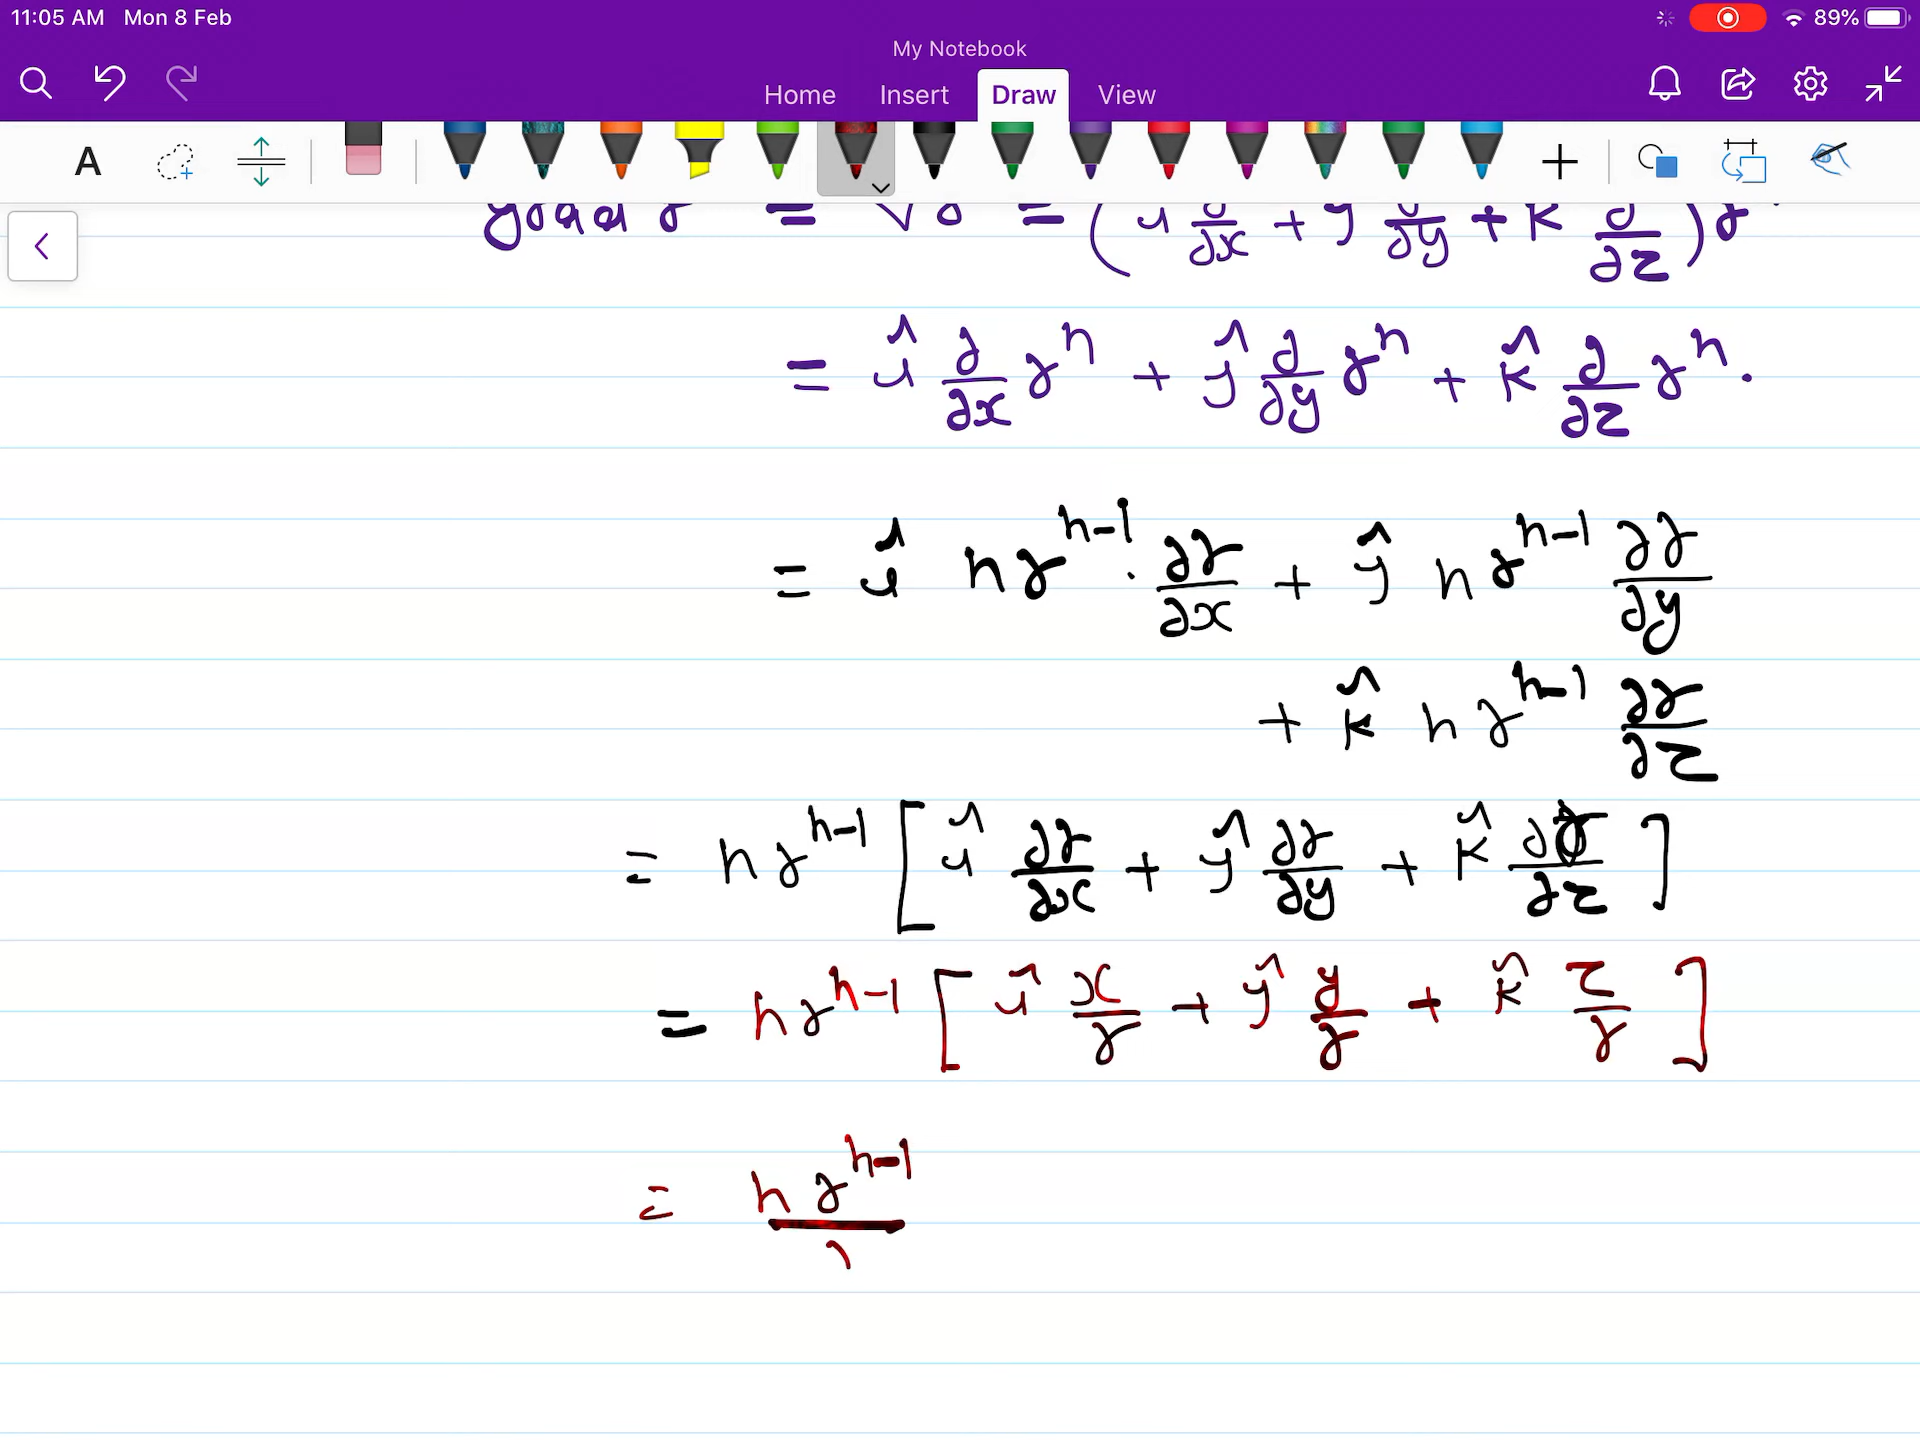 11:05 AM Mon 8 Feb 89%
My Notebook
Home Insert Draw View
A
= (î ∂/∂x + ĵ ∂/∂y + k̂ ∂/∂z) r
= î ∂/∂x rⁿ + ĵ ∂/∂y rⁿ + k̂ ∂/∂z rⁿ.
= î n rⁿ⁻¹ · ∂r/∂x + ĵ n rⁿ⁻¹ ∂r/∂y
+ k̂ n rⁿ⁻¹ ∂r/∂z
= n rⁿ⁻¹ [ î ∂r/∂x + ĵ ∂r/∂y + k̂ ∂r/∂z ]
= n rⁿ⁻¹ [ î x/r + ĵ y/r + k̂ z/r ]
= n rⁿ⁻¹